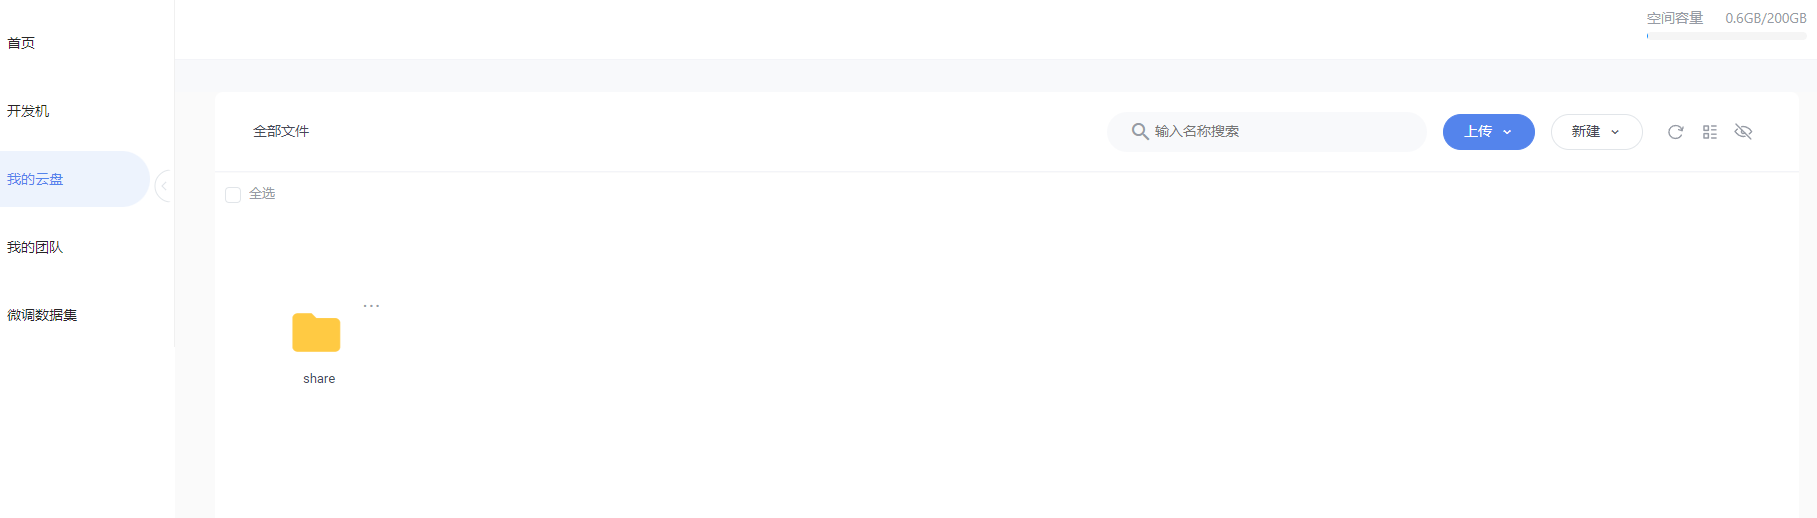 空间容量 0.6GB/200GB
首页
开发机
我的云盘
我的团队
微调数据集
全部文件
输入名称搜索
上传
新建
全选
share